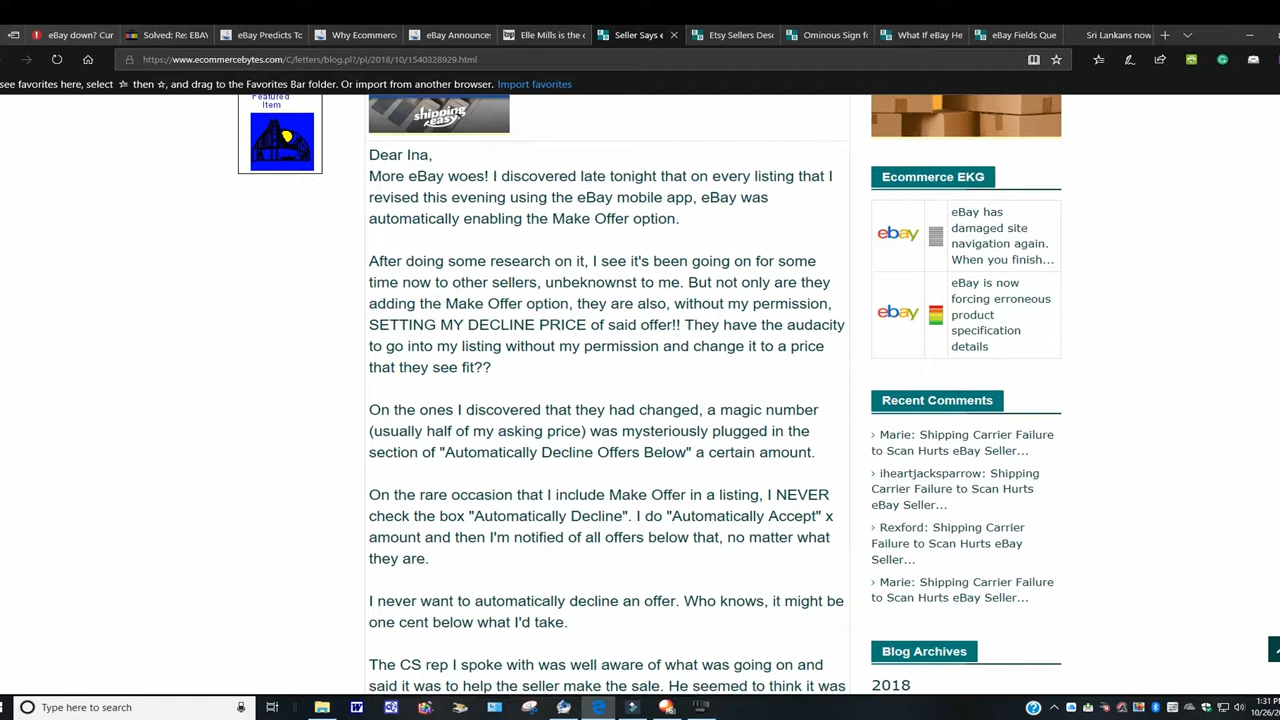 eBay down? Cur
Solved: Re: EBAY
eBay Predicts To
Why Ecommerc
eBay Announces
Elle Mills is the c
Seller Says e
Etsy Sellers Desc
Ominous Sign f
What If eBay He
eBay Fields Que
Sri Lankans now
https://www.ecommercebytes.com/C/letters/blog.pl?/pl/2018/10/1540328929.html
see favorites here, select then , and drag to the Favorites Bar folder. Or import from another browser. Import favorites
Featured
Item
shipping
easy
Dear Ina,
More eBay woes! I discovered late tonight that on every listing that I
revised this evening using the eBay mobile app, eBay was
automatically enabling the Make Offer option.
After doing some research on it, I see it's been going on for some
time now to other sellers, unbeknownst to me. But not only are they
adding the Make Offer option, they are also, without my permission,
SETTING MY DECLINE PRICE of said offer!! They have the audacity
to go into my listing without my permission and change it to a price
that they see fit??
On the ones I discovered that they had changed, a magic number
(usually half of my asking price) was mysteriously plugged in the
section of "Automatically Decline Offers Below" a certain amount.
On the rare occasion that I include Make Offer in a listing, I NEVER
check the box "Automatically Decline". I do "Automatically Accept" x
amount and then I'm notified of all offers below that, no matter what
they are.
I never want to automatically decline an offer. Who knows, it might be
one cent below what I'd take.
The CS rep I spoke with was well aware of what was going on and
said it was to help the seller make the sale. He seemed to think it was
Ecommerce EKG
ebay
eBay has
damaged site
navigation again.
When you finish...
ebay
eBay is now
forcing erroneous
product
specification
details
Recent Comments
› Marie: Shipping Carrier Failure
to Scan Hurts eBay Seller...
› iheartjacksparrow: Shipping
Carrier Failure to Scan Hurts
eBay Seller...
› Rexford: Shipping Carrier
Failure to Scan Hurts eBay
Seller...
› Marie: Shipping Carrier Failure
to Scan Hurts eBay Seller...
Blog Archives
2018
Type here to search
1:31 PM
10/26/20